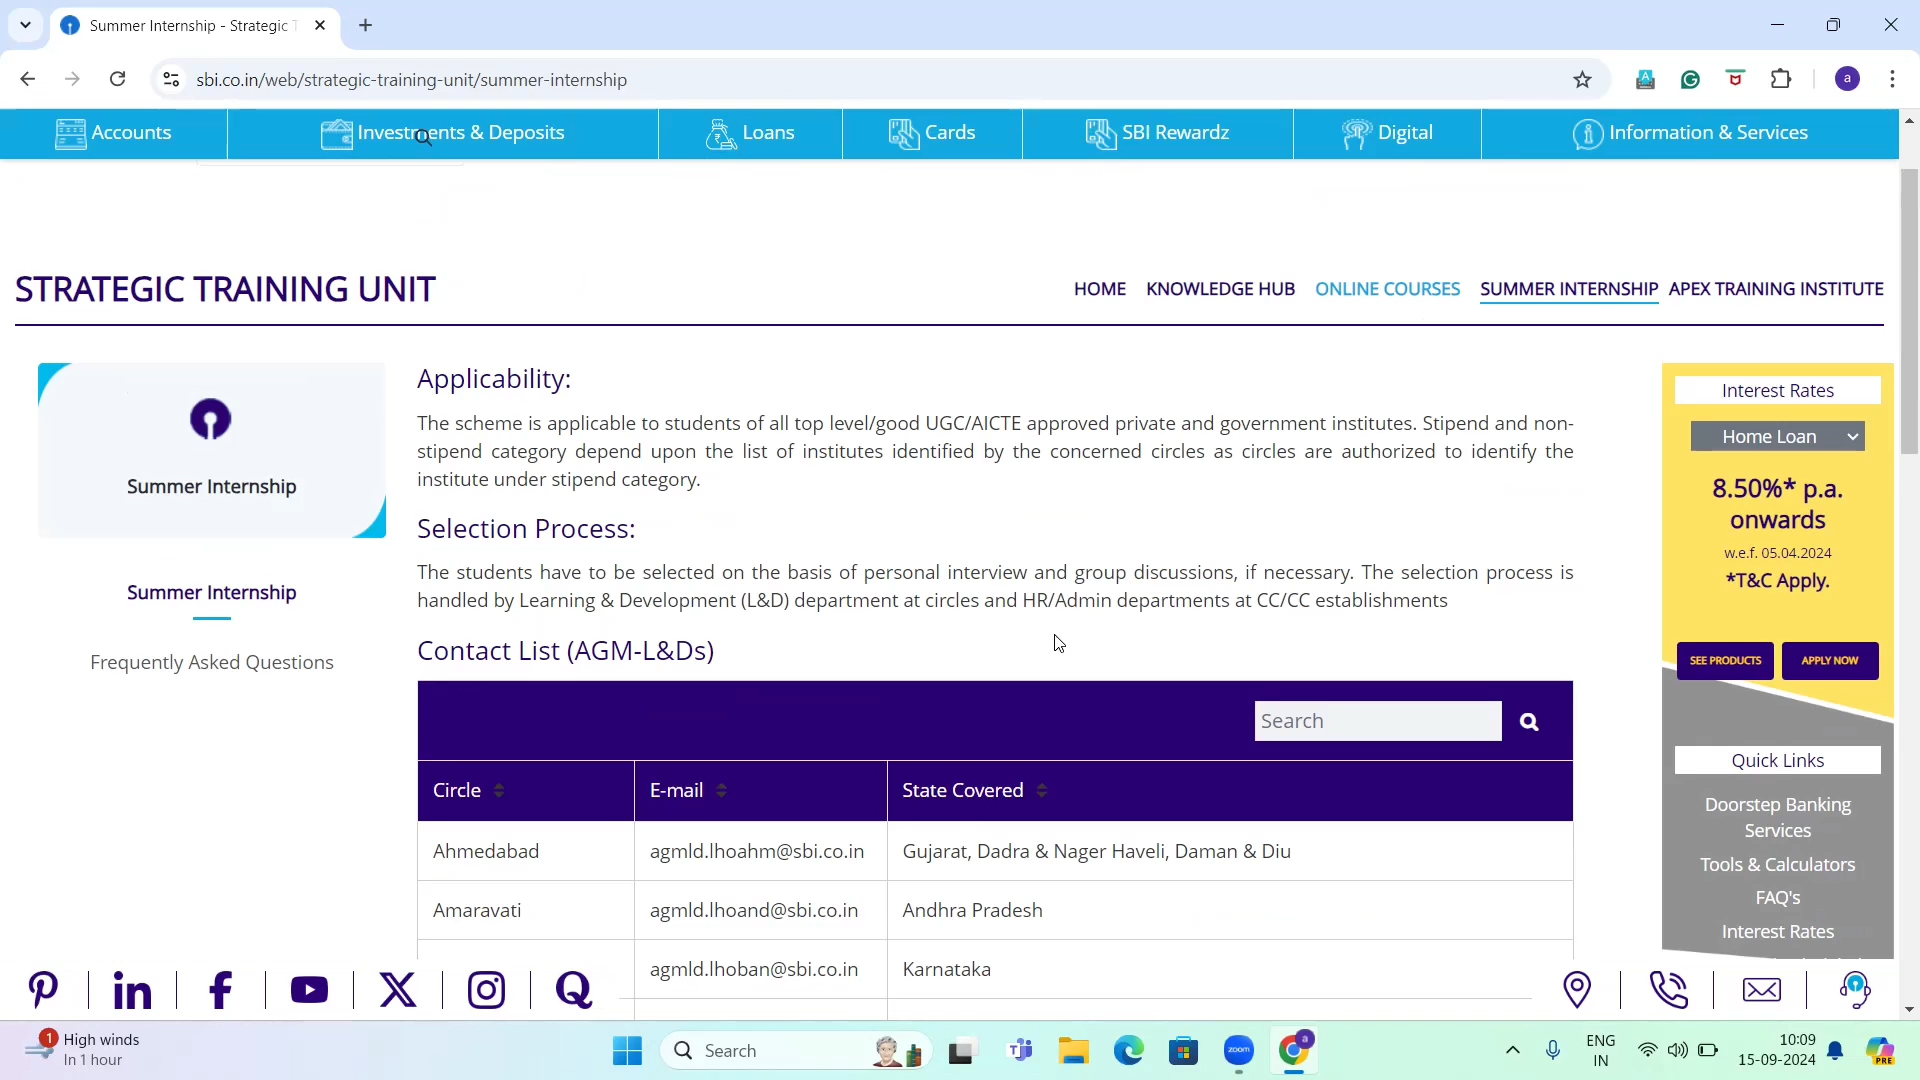 Summer Internship - Strategic T
sbi.co.in/web/strategic-training-unit/summer-internship
a
Accounts
Investments & Deposits
Loans
Cards
SBI Rewardz
Digital
Information & Services
STRATEGIC TRAINING UNIT
HOME
KNOWLEDGE HUB
ONLINE COURSES
SUMMER INTERNSHIP
APEX TRAINING INSTITUTE
Summer Internship
Summer Internship
Frequently Asked Questions
Applicability:
The scheme is applicable to students of all top level/good UGC/AICTE approved private and government institutes. Stipend and non-
stipend category depend upon the list of institutes identified by the concerned circles as circles are authorized to identify the
institute under stipend category.
Selection Process:
The students have to be selected on the basis of personal interview and group discussions, if necessary. The selection process is
handled by Learning & Development (L&D) department at circles and HR/Admin departments at CC/CC establishments
Contact List (AGM-L&Ds)
Search
Circle E-mail State Covered
Ahmedabad agmld.lhoahm@sbi.co.in Gujarat, Dadra & Nager Haveli, Daman & Diu
Amaravati agmld.lhoand@sbi.co.in Andhra Pradesh
agmld.lhoban@sbi.co.in Karnataka
Interest Rates
Home Loan
8.50%* p.a.
onwards
w.e.f. 05.04.2024
*T&C Apply.
SEE PRODUCTS
APPLY NOW
Quick Links
Doorstep Banking
Services
Tools & Calculators
FAQ's
Interest Rates
1
High winds
In 1 hour
Search
zoom
a
ENG
IN
10:09
15-09-2024
PRE